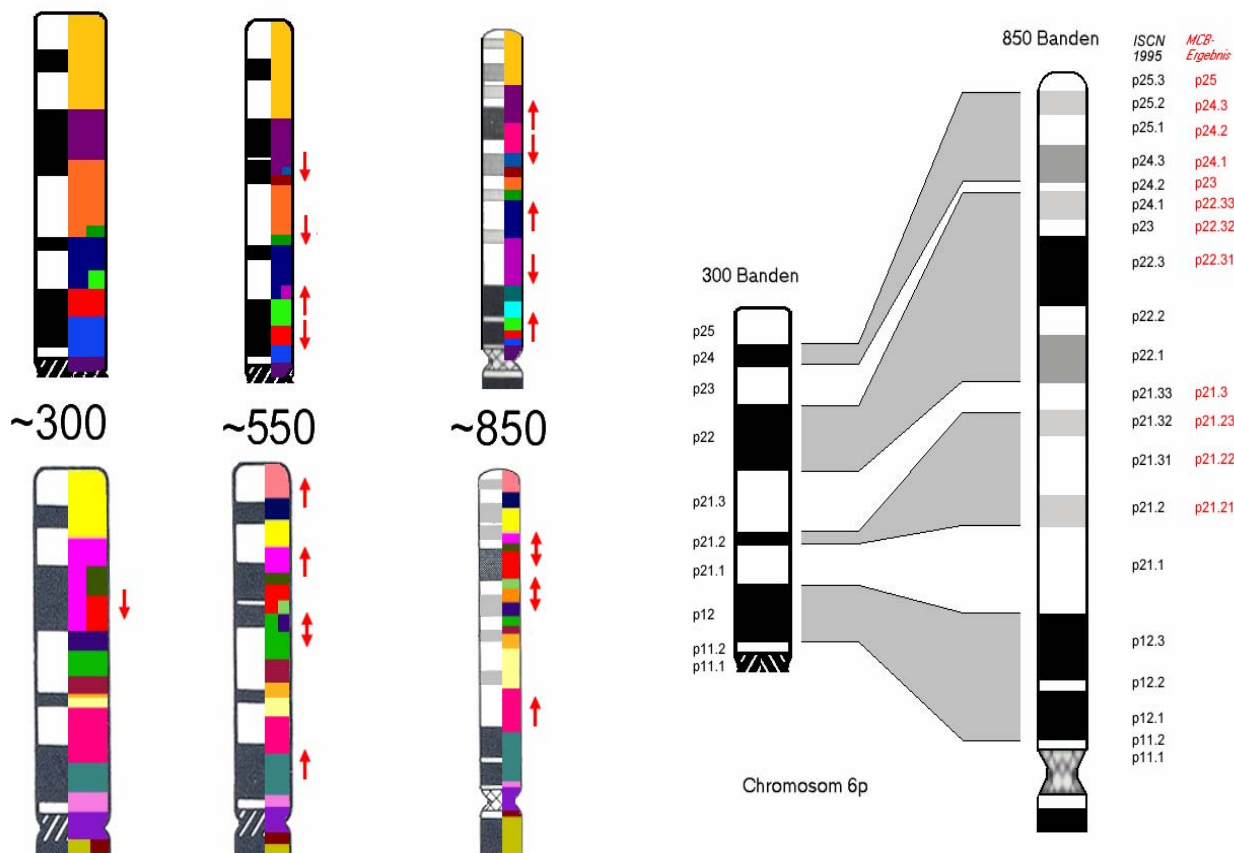 ~300
~550
~850
850 Banden
ISCN 1995
MCB-Ergebnis
p25.3 p25
p25.2 p24.3
p25.1 p24.2
p24.3 p24.1
p24.2 p23
p24.1 p22.33
p23 p22.32
p22.3 p22.31
p22.2
p22.1
p21.33 p21.3
p21.32 p21.23
p21.31 p21.22
p21.2 p21.21
p21.1
p12.3
p12.2
p12.1
p11.2
p11.1
300 Banden
p25
p24
p23
p22
p21.3
p21.2
p21.1
p12
p11.2
p11.1
Chromosom 6p